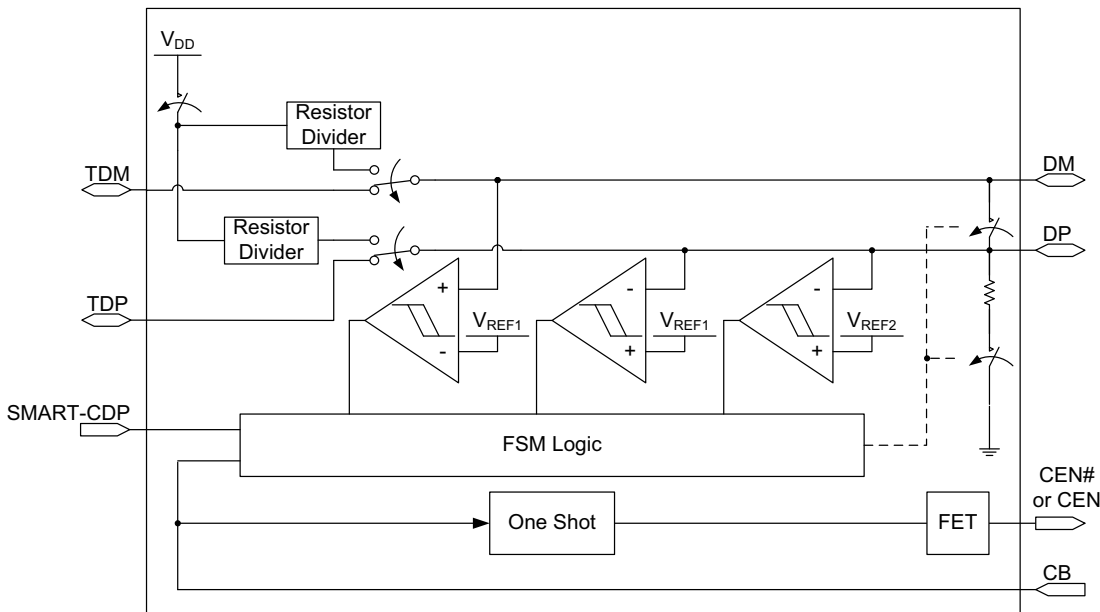 VDD
Resistor
Divider
TDM
DM
Resistor
Divider
DP
TDP
+
-
VREF1
-
+
VREF1
-
+
VREF2
SMART-CDP
FSM Logic
CEN#
or CEN
One Shot
FET
CB